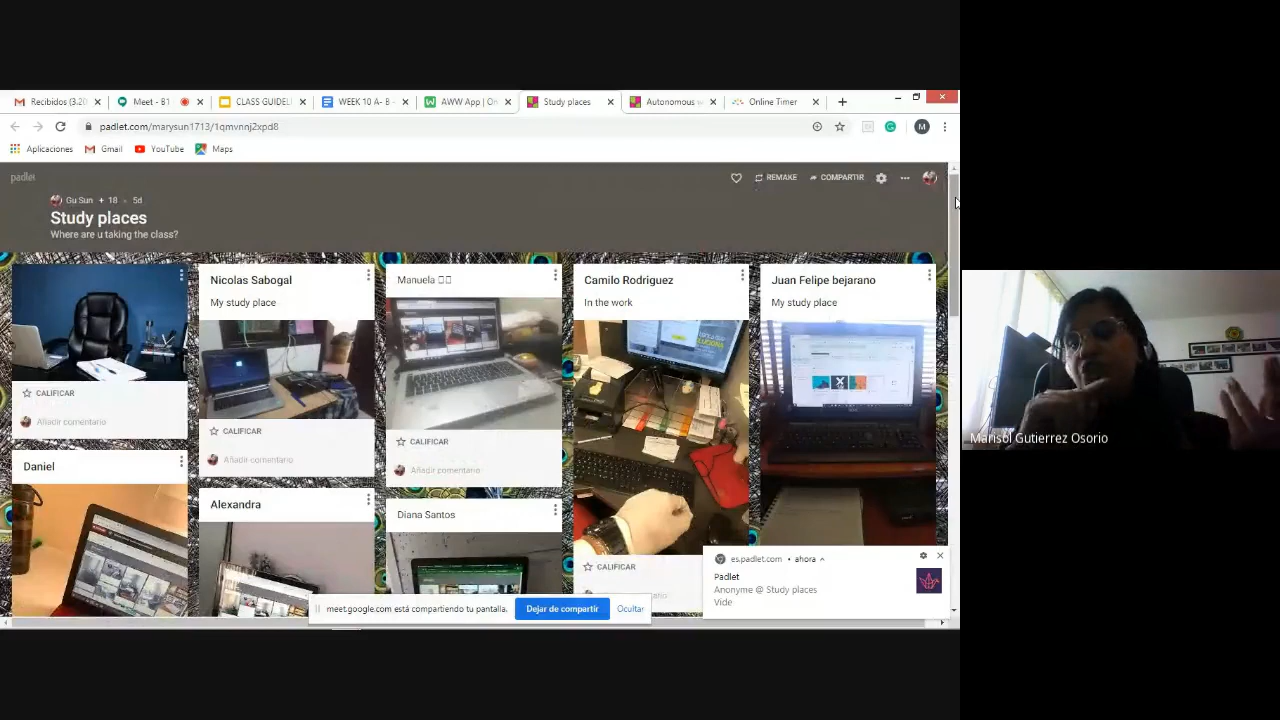 Recibidos (3.20
Meet - B1
CLASS GUIDEL
WEEK 10 A- B -
AWW App | On
Study places
Autonomous w
Online Timer
padlet.com/marysun1713/1qmvnnj2xpd8
M
Aplicaciones
Gmail
YouTube
Maps
padlet
REMAKE
COMPARTIR
Gu Sun + 18 • 5d
Study places
Where are u taking the class?
CALIFICAR
Añadir comentario
Daniel
Nicolas Sabogal
My study place
CALIFICAR
Añadir comentario
Alexandra
Manuela
CALIFICAR
Añadir comentario
Diana Santos
Camilo Rodriguez
In the work
CALIFICAR
Juan Felipe bejarano
My study place
es.padlet.com • ahora
Padlet
Anonyme @ Study places
Vide
meet.google.com está compartiendo tu pantalla.
Dejar de compartir
Ocultar
Marisol Gutierrez Osorio